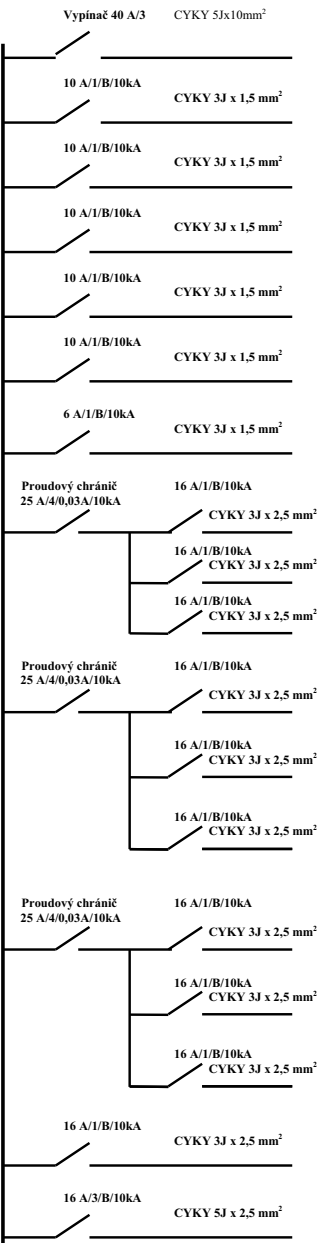 Vypínač 40 A/3 CYKY 5Jx10mm²
10 A/1/B/10kA
CYKY 3J x 1,5 mm²
10 A/1/B/10kA
CYKY 3J x 1,5 mm²
10 A/1/B/10kA
CYKY 3J x 1,5 mm²
10 A/1/B/10kA
CYKY 3J x 1,5 mm²
10 A/1/B/10kA
CYKY 3J x 1,5 mm²
6 A/1/B/10kA
CYKY 3J x 1,5 mm²
Proudový chránič
25 A/4/0,03A/10kA
16 A/1/B/10kA
CYKY 3J x 2,5 mm²
16 A/1/B/10kA
CYKY 3J x 2,5 mm²
16 A/1/B/10kA
CYKY 3J x 2,5 mm²
Proudový chránič
25 A/4/0,03A/10kA
16 A/1/B/10kA
CYKY 3J x 2,5 mm²
16 A/1/B/10kA
CYKY 3J x 2,5 mm²
16 A/1/B/10kA
CYKY 3J x 2,5 mm²
Proudový chránič
25 A/4/0,03A/10kA
16 A/1/B/10kA
CYKY 3J x 2,5 mm²
16 A/1/B/10kA
CYKY 3J x 2,5 mm²
16 A/1/B/10kA
CYKY 3J x 2,5 mm²
16 A/1/B/10kA
CYKY 3J x 2,5 mm²
16 A/3/B/10kA
CYKY 5J x 2,5 mm²